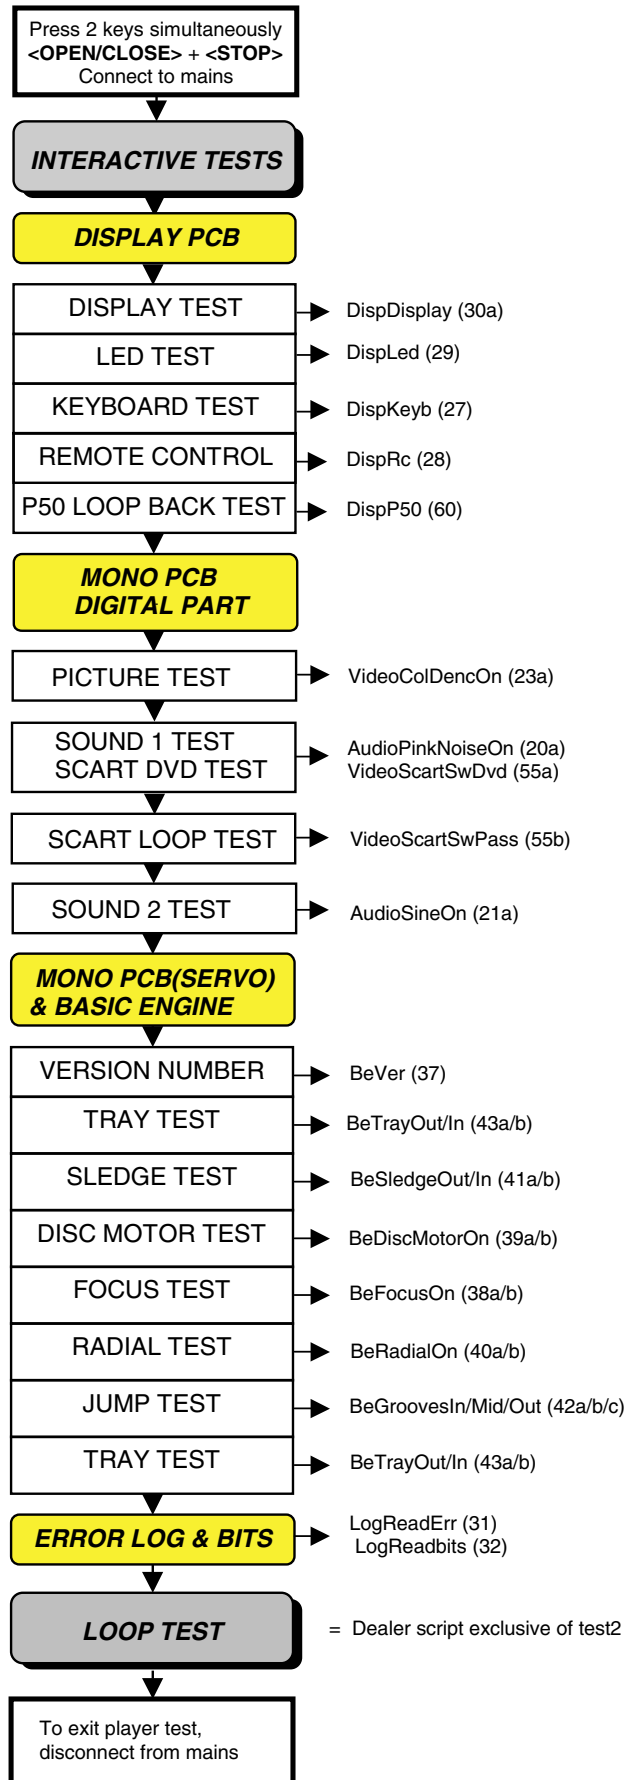 Press 2 keys simultaneously
<OPEN/CLOSE> + <STOP>
Connect to mains
INTERACTIVE TESTS
DISPLAY PCB
DISPLAY TEST
DispDisplay (30a)
LED TEST
DispLed (29)
KEYBOARD TEST
DispKeyb (27)
REMOTE CONTROL
DispRc (28)
P50 LOOP BACK TEST
DispP50 (60)
MONO PCB
DIGITAL PART
PICTURE TEST
VideoColDencOn (23a)
SOUND 1 TEST
SCART DVD TEST
AudioPinkNoiseOn (20a)
VideoScartSwDvd (55a)
SCART LOOP TEST
VideoScartSwPass (55b)
SOUND 2 TEST
AudioSineOn (21a)
MONO PCB(SERVO)
& BASIC ENGINE
VERSION NUMBER
BeVer (37)
TRAY TEST
BeTrayOut/In (43a/b)
SLEDGE TEST
BeSledgeOut/In (41a/b)
DISC MOTOR TEST
BeDiscMotorOn (39a/b)
FOCUS TEST
BeFocusOn (38a/b)
RADIAL TEST
BeRadialOn (40a/b)
JUMP TEST
BeGroovesIn/Mid/Out (42a/b/c)
TRAY TEST
BeTrayOut/In (43a/b)
ERROR LOG & BITS
LogReadErr (31)
LogReadbits (32)
LOOP TEST
= Dealer script exclusive of test2
To exit player test,
disconnect from mains